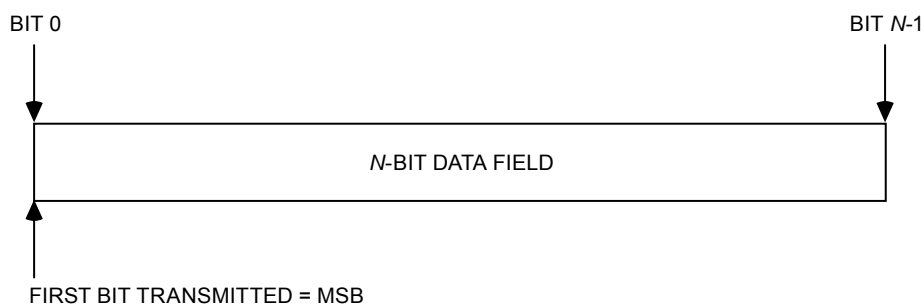 BIT 0
BIT N-1
N-BIT DATA FIELD
FIRST BIT TRANSMITTED = MSB